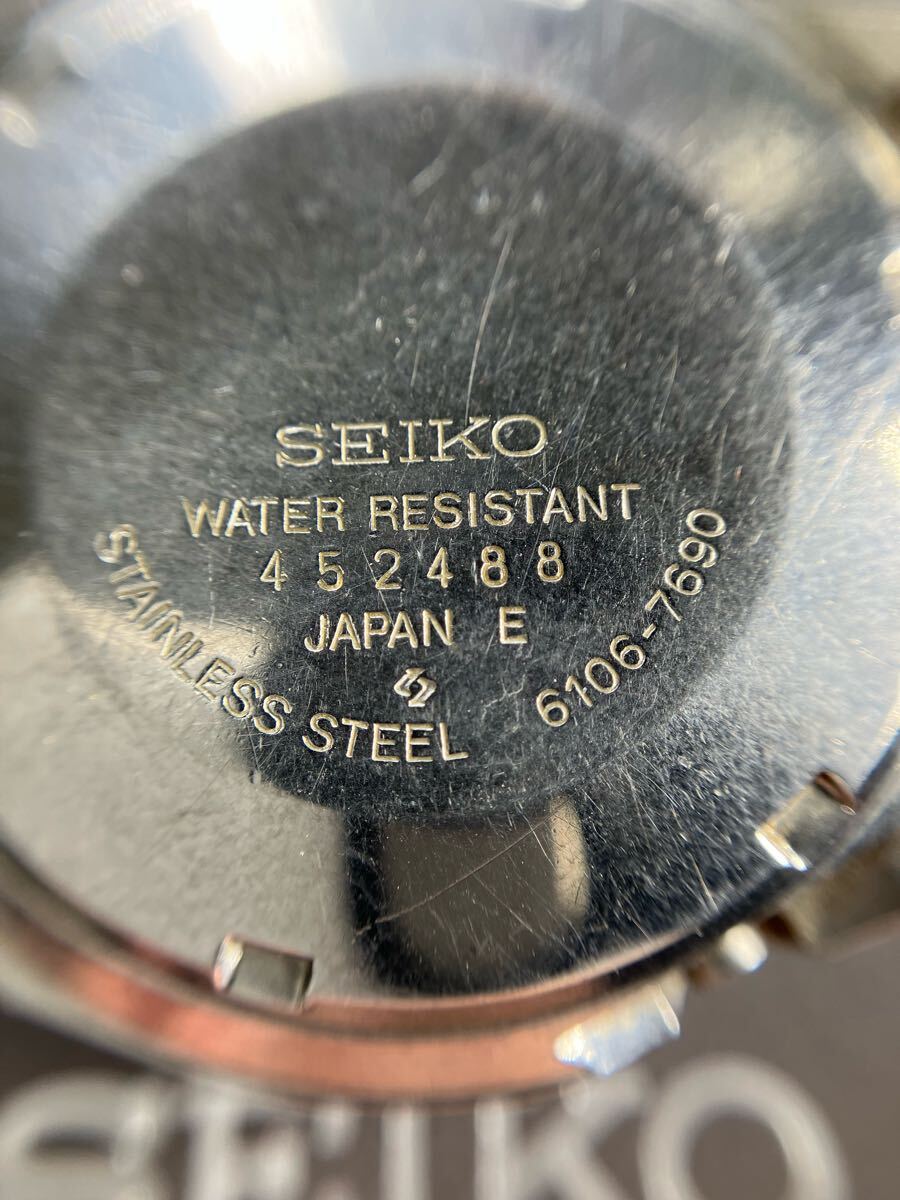 SEIKO
WATER RESISTANT
452488
JAPAN E
STAINLESS STEEL
6106-7690
SEIKO